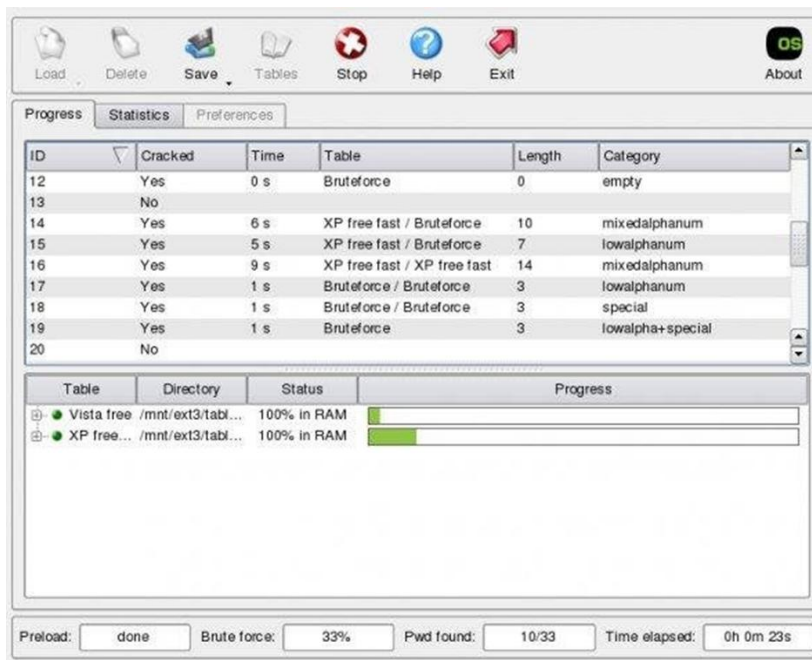 Load Delete Save Tables Stop Help Exit OS About
Progress Statistics Preferences
ID Cracked Time Table Length Category
12 Yes 0 s Bruteforce 0 empty
13 No
14 Yes 6 s XP free fast / Bruteforce 10 mixedalphanum
15 Yes 5 s XP free fast / Bruteforce 7 lowalphanum
16 Yes 9 s XP free fast / XP free fast 14 mixedalphanum
17 Yes 1 s Bruteforce / Bruteforce 3 lowalphanum
18 Yes 1 s Bruteforce / Bruteforce 3 special
19 Yes 1 s Bruteforce 3 lowalpha+special
20 No
Table Directory Status Progress
Vista free /mnt/ext3/tabl... 100% in RAM
XP free... /mnt/ext3/tabl... 100% in RAM
Preload: done Brute force: 33% Pwd found: 10/33 Time elapsed: 0h 0m 23s